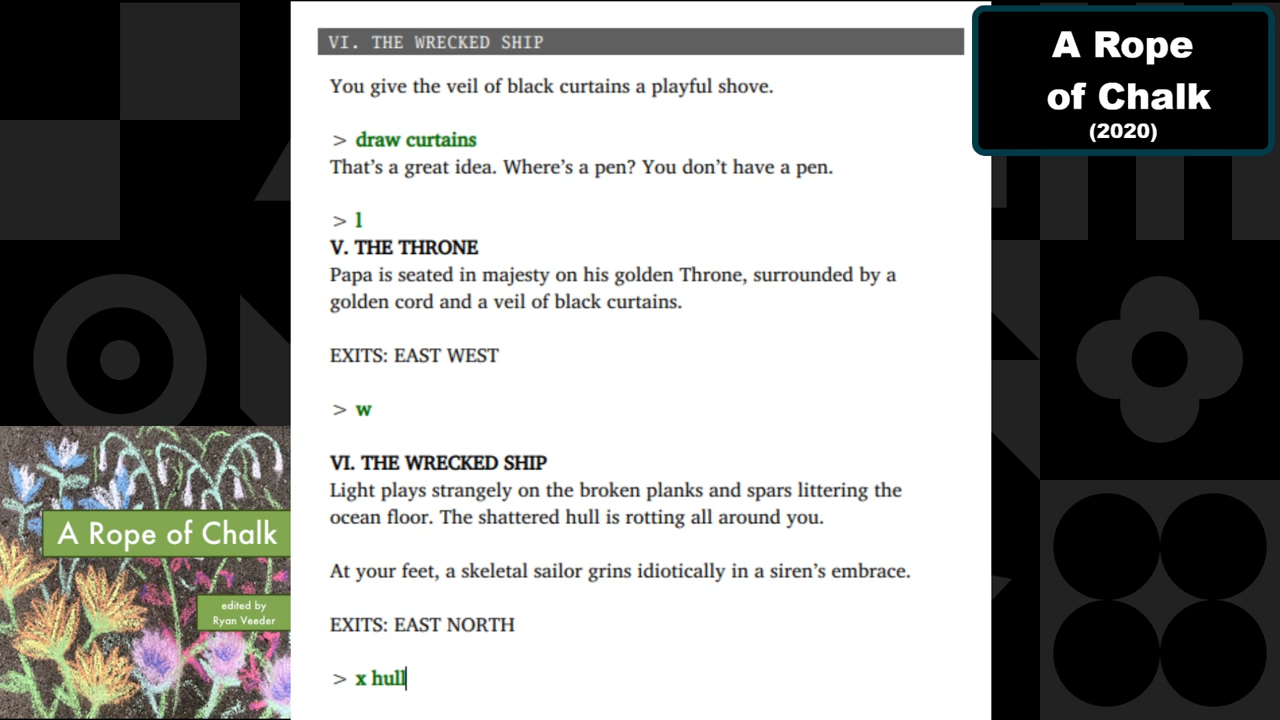 VI. THE WRECKED SHIP
You give the veil of black curtains a playful shove.
> draw curtains
That’s a great idea. Where’s a pen? You don’t have a pen.
> l
V. THE THRONE
Papa is seated in majesty on his golden Throne, surrounded by a
golden cord and a veil of black curtains.
EXITS: EAST WEST
> w
VI. THE WRECKED SHIP
Light plays strangely on the broken planks and spars littering the
ocean floor. The shattered hull is rotting all around you.
At your feet, a skeletal sailor grins idiotically in a siren’s embrace.
EXITS: EAST NORTH
> x hull
A Rope
of Chalk
(2020)
A Rope of Chalk
edited by
Ryan Veeder